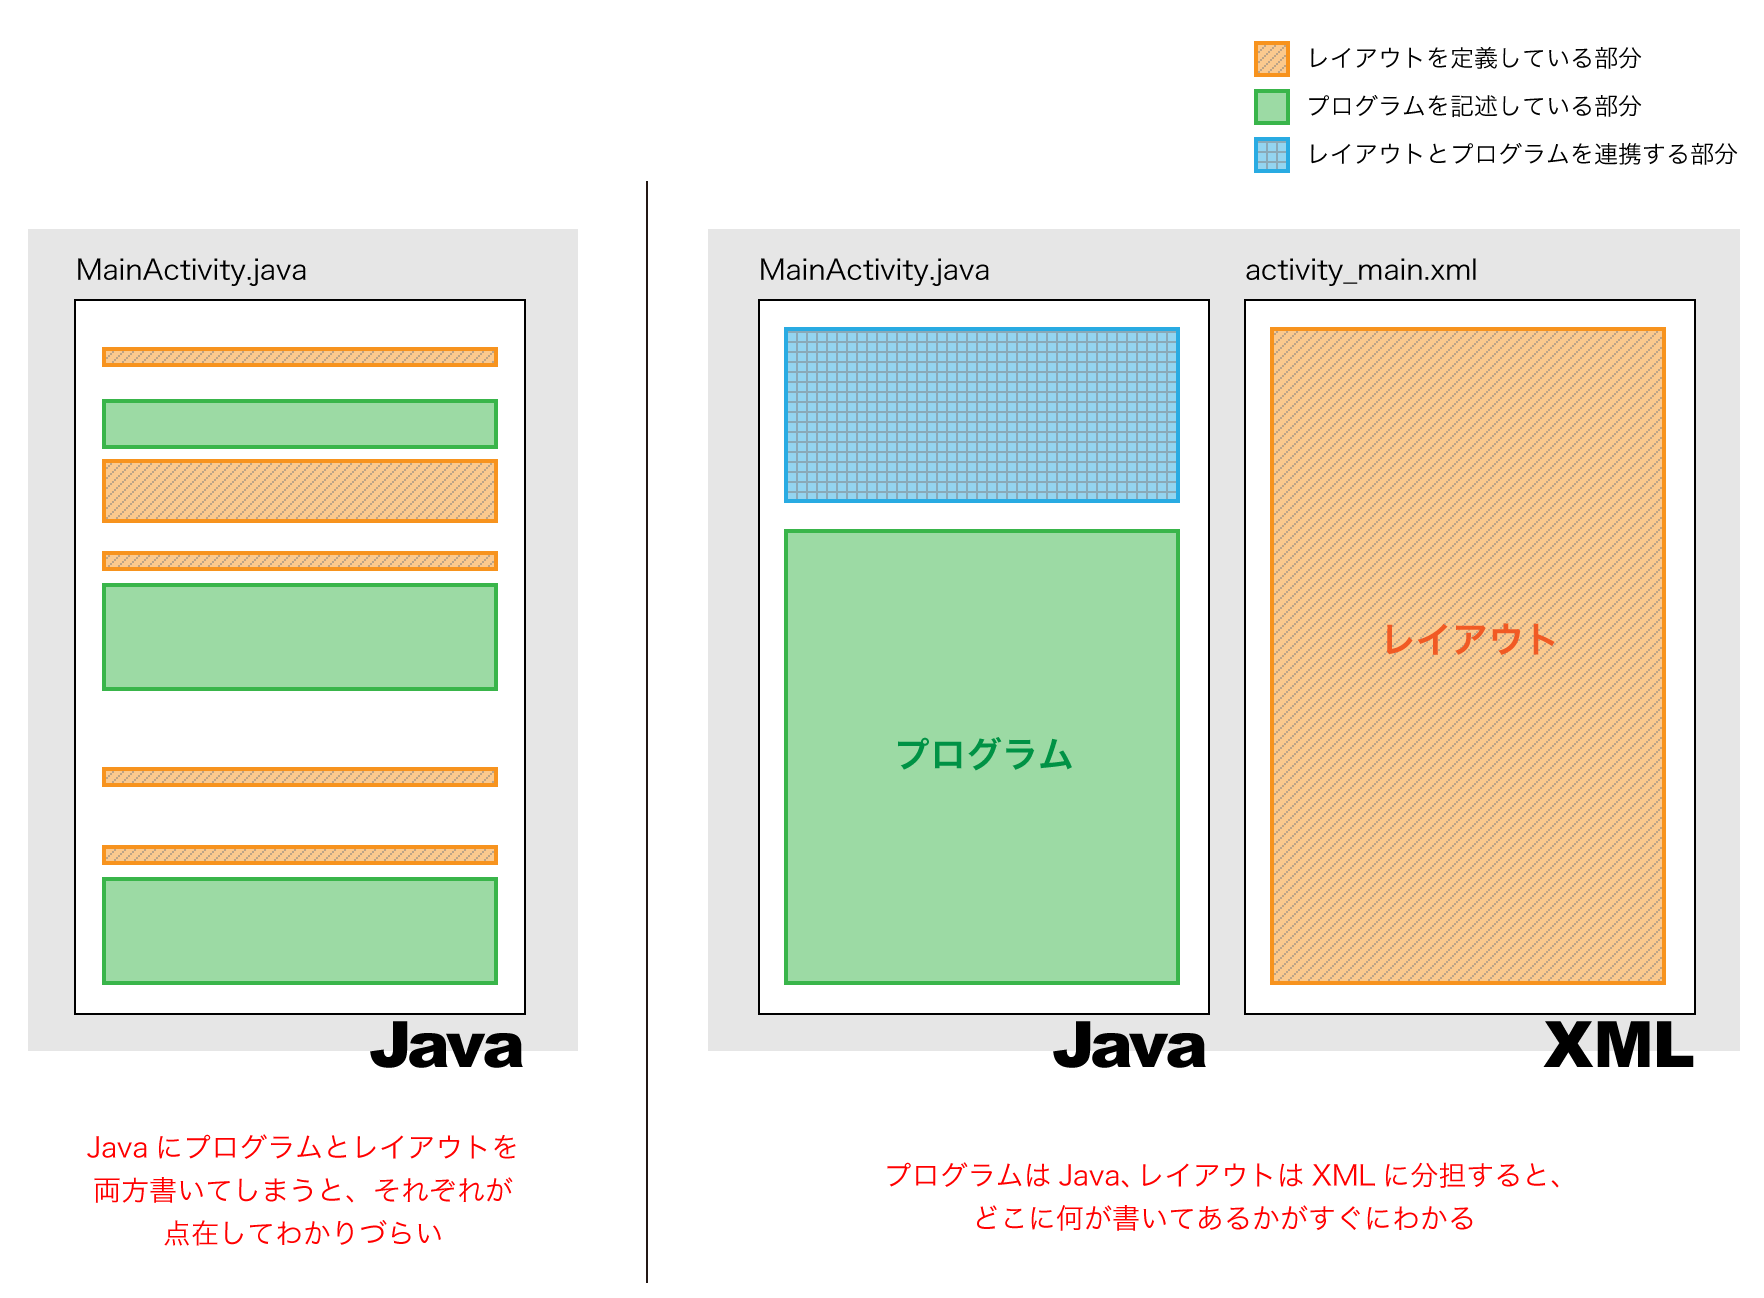 レイアウトを定義している部分
プログラムを記述している部分
レイアウトとプログラムを連携する部分
MainActivity.java
Java
Java にプログラムとレイアウトを
両方書いてしまうと、それぞれが
点在してわかりづらい
MainActivity.java
プログラム
Java
activity_main.xml
レイアウト
XML
プログラムは Java、レイアウトは XML に分担すると、
どこに何が書いてあるかがすぐにわかる